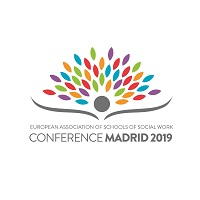 EUROPEAN ASSOCIATION OF SCHOOLS OF SOCIAL WORK
CONFERENCE MADRID 2019